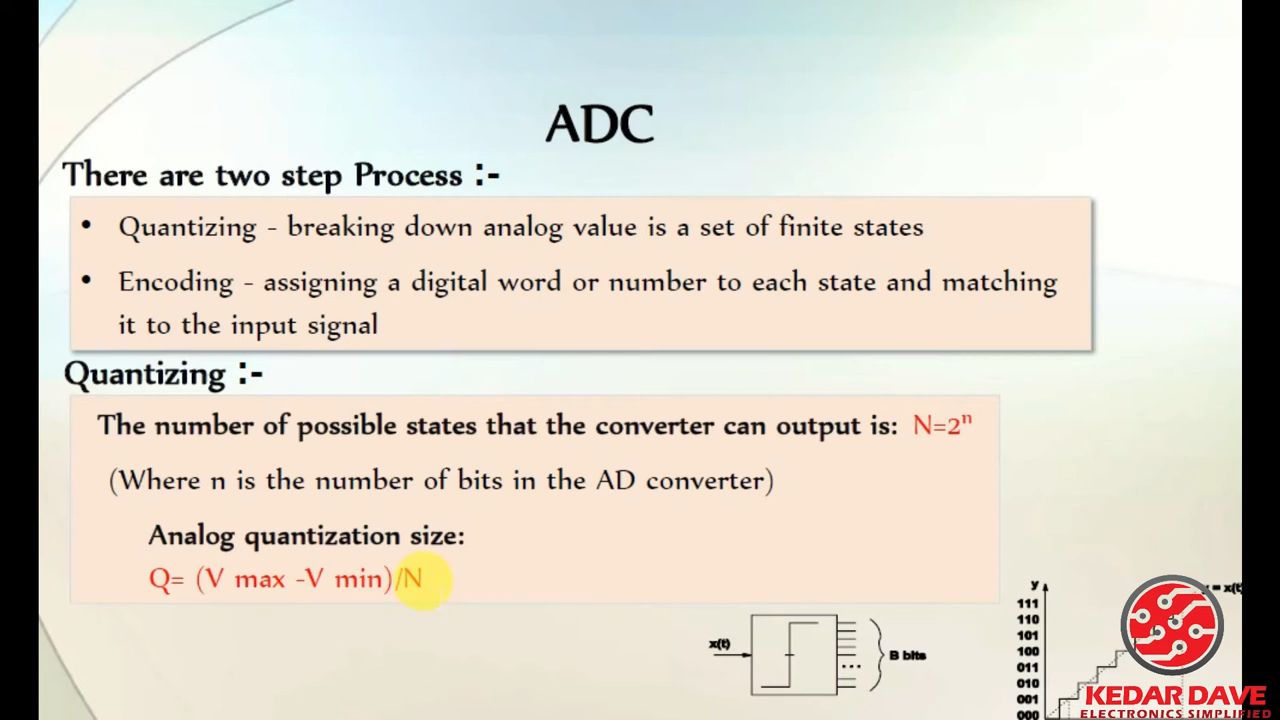 ADC
There are two step Process :-
• Quantizing - breaking down analog value is a set of finite states
• Encoding - assigning a digital word or number to each state and matching
it to the input signal
Quantizing :-
The number of possible states that the converter can output is: N=2ⁿ
(Where n is the number of bits in the AD converter)
Analog quantization size:
Q= (V max -V min)/N
x(t)
B bits
y
= x(t)
111
110
101
100
011
010
001
000
KEDAR DAVE
ELECTRONICS SIMPLIFIED